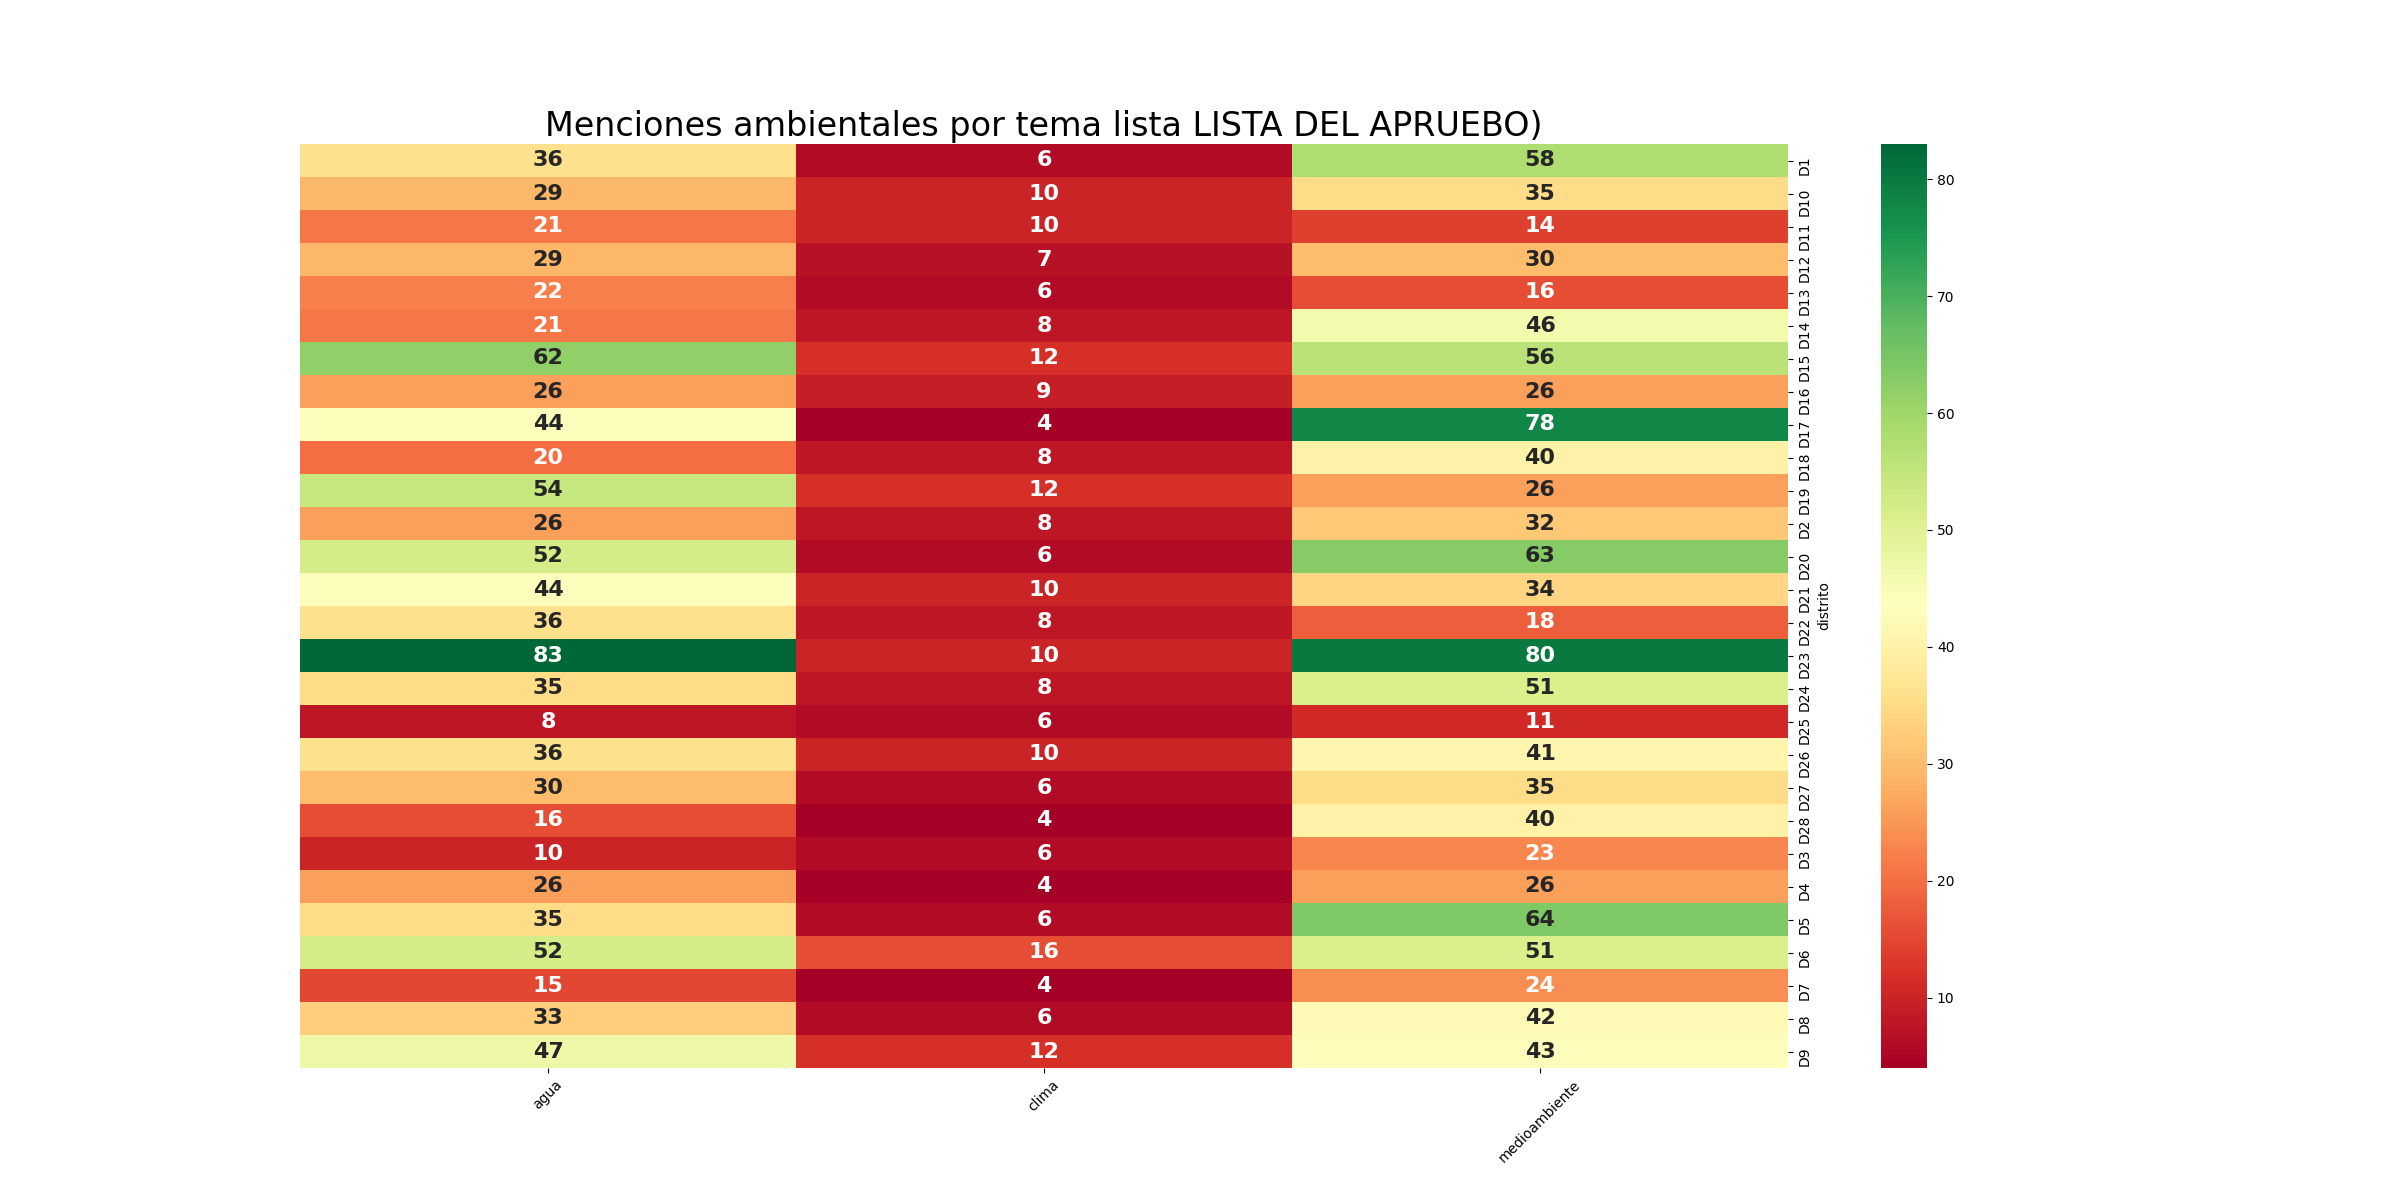 Menciones ambientales por tema lista LISTA DEL APRUEBO)
36 6 58 D1
29 10 35 D10
21 10 14 D11
29 7 30 D12
22 6 16 D13
21 8 46 D14
62 12 56 D15
26 9 26 D16
44 4 78 D17
20 8 40 D18
54 12 26 D19
26 8 32 D2
52 6 63 D20
44 10 34 D21
36 8 18 D22
83 10 80 D23
35 8 51 D24
8 6 11 D25
36 10 41 D26
30 6 35 D27
16 4 40 D28
10 6 23 D3
26 4 26 D4
35 6 64 D5
52 16 51 D6
15 4 24 D7
33 6 42 D8
47 12 43 D9
distrito
agua clima medioambiente
80
70
60
50
40
30
20
10